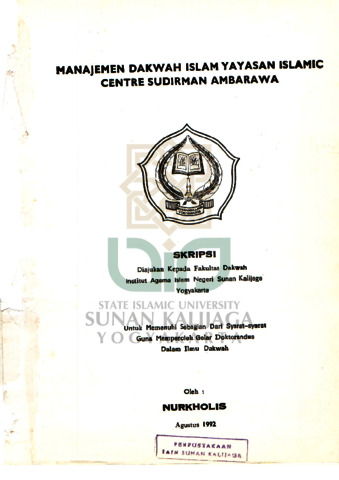 MANAJEMEN DAKWAH ISLAM YAYASAN ISLAMIC
CENTRE SUDIRMAN AMBARAWA
SKRIPSI
Diajukan Kepada Fakultas Dakwah
Institut Agama Islam Negeri Sunan Kalijaga
Yogyakarta
STATE ISLAMIC UNIVERSITY
SUNAN KALIJAGA
YOGYAKARTA
Untuk Memenuhi Sebagian Dari Syarat-syarat
Guna Memperoleh Gelar Doktorandus
Dalam Ilmu Dakwah
Oleh :
NURKHOLIS
Agustus 1992
PERPUSTAKAAN
IAIN SUNAN KALIJAGA